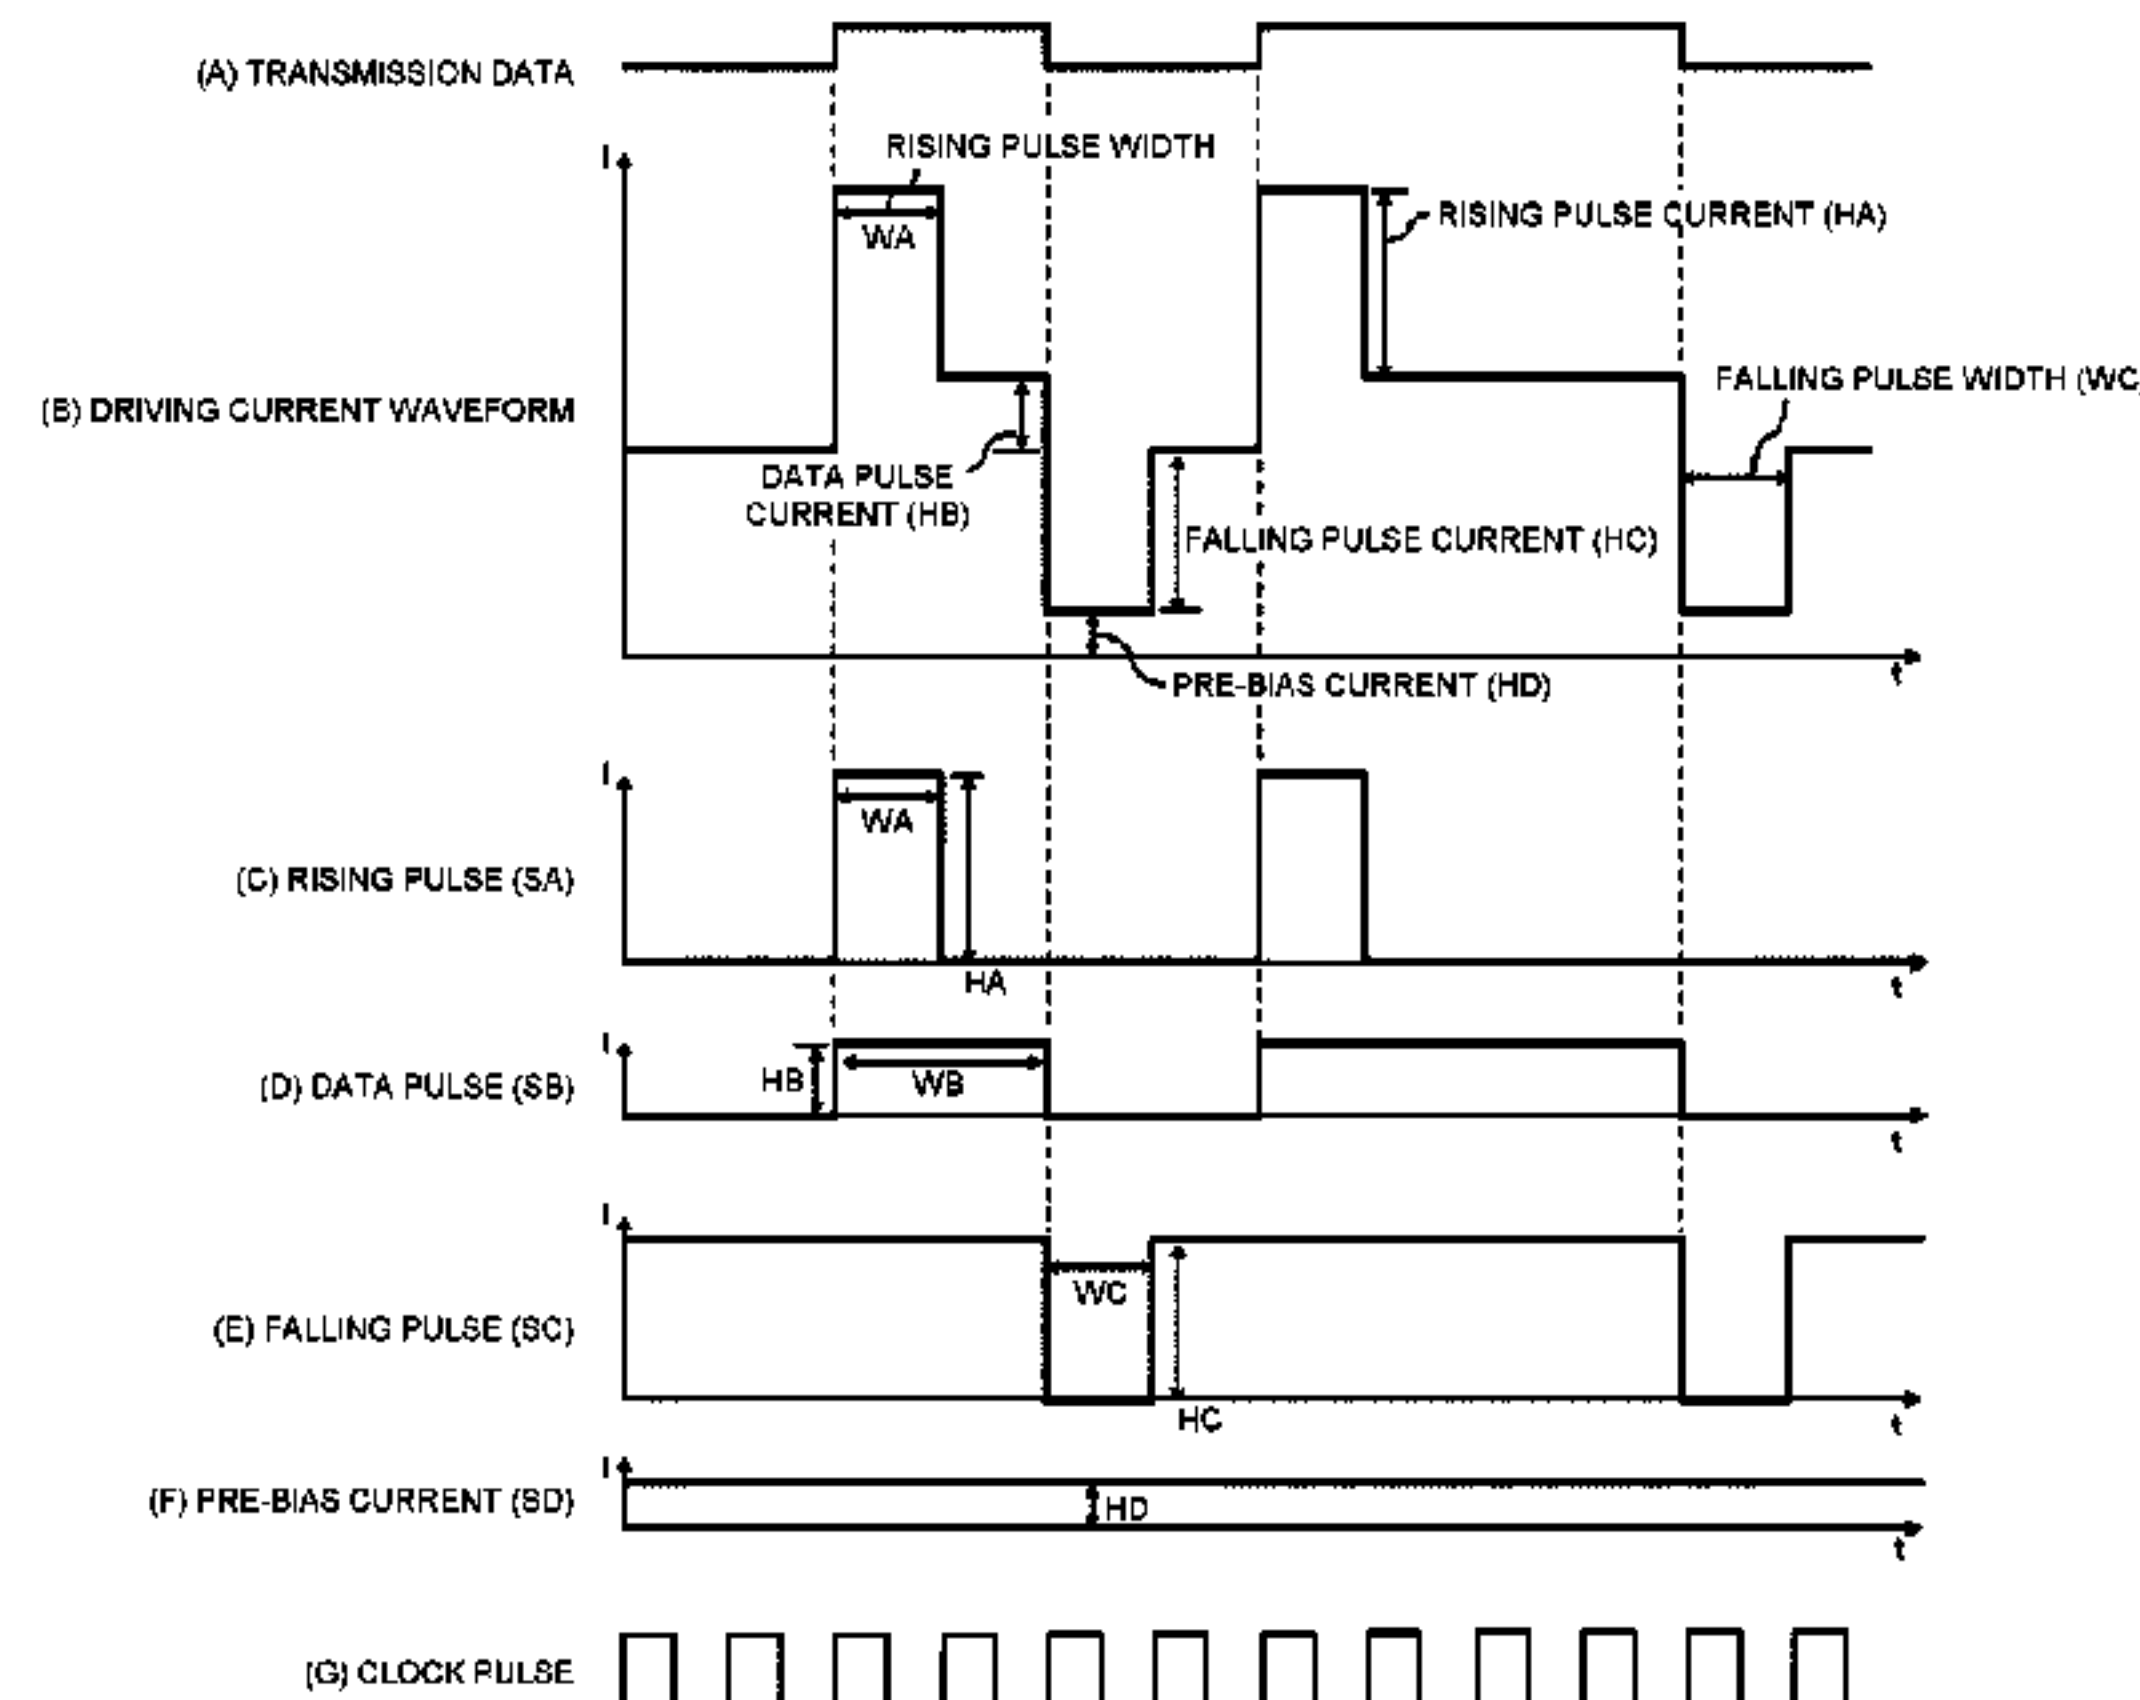 (A) TRANSMISSION DATA
RISING PULSE WIDTH
I
WA
RISING PULSE CURRENT (HA)
FALLING PULSE WIDTH (WC)
(B) DRIVING CURRENT WAVEFORM
DATA PULSE
CURRENT (HB)
FALLING PULSE CURRENT (HC)
t
PRE-BIAS CURRENT (HD)
I
WA
(C) RISING PULSE (SA)
HA
t
I
HB
WB
(D) DATA PULSE (SB)
t
I
WC
(E) FALLING PULSE (SC)
HC
t
I
(F) PRE-BIAS CURRENT (SD)
HD
t
(G) CLOCK PULSE